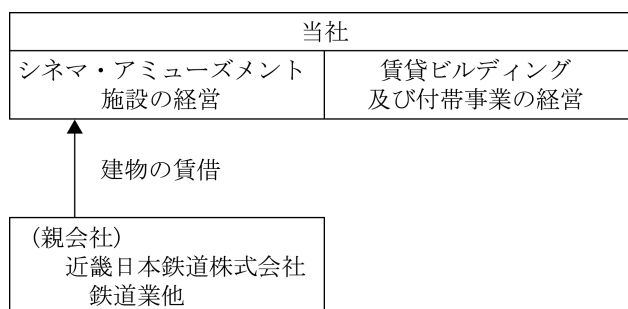 当社
シネマ・アミューズメント
施設の経営
賃貸ビルディング
及び付帯事業の経営
建物の賃借
(親会社)
近畿日本鉄道株式会社
鉄道業他